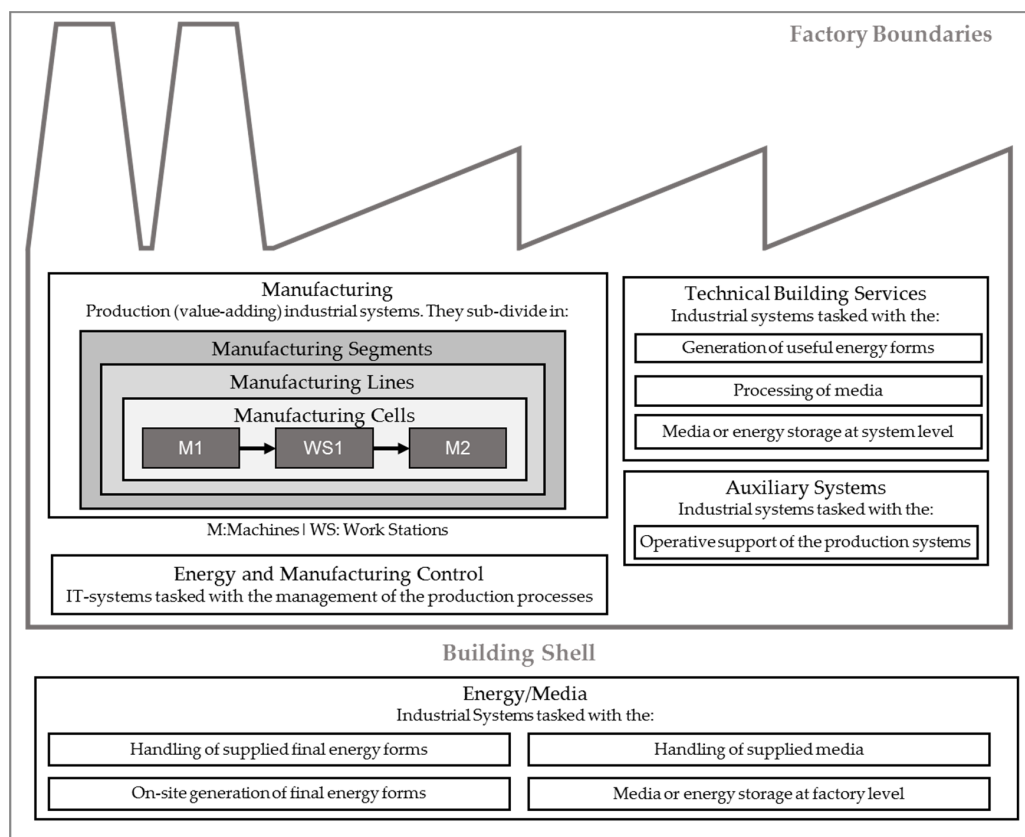 Factory Boundaries
Manufacturing
Production (value-adding) industrial systems. They sub-divide in:
Manufacturing Segments
Manufacturing Lines
Manufacturing Cells
M1
WS1
M2
M:Machines | WS: Work Stations
Energy and Manufacturing Control
IT-systems tasked with the management of the production processes
Technical Building Services
Industrial systems tasked with the:
Generation of useful energy forms
Processing of media
Media or energy storage at system level
Auxiliary Systems
Industrial systems tasked with the:
Operative support of the production systems
Building Shell
Energy/Media
Industrial Systems tasked with the:
Handling of supplied final energy forms
Handling of supplied media
On-site generation of final energy forms
Media or energy storage at factory level